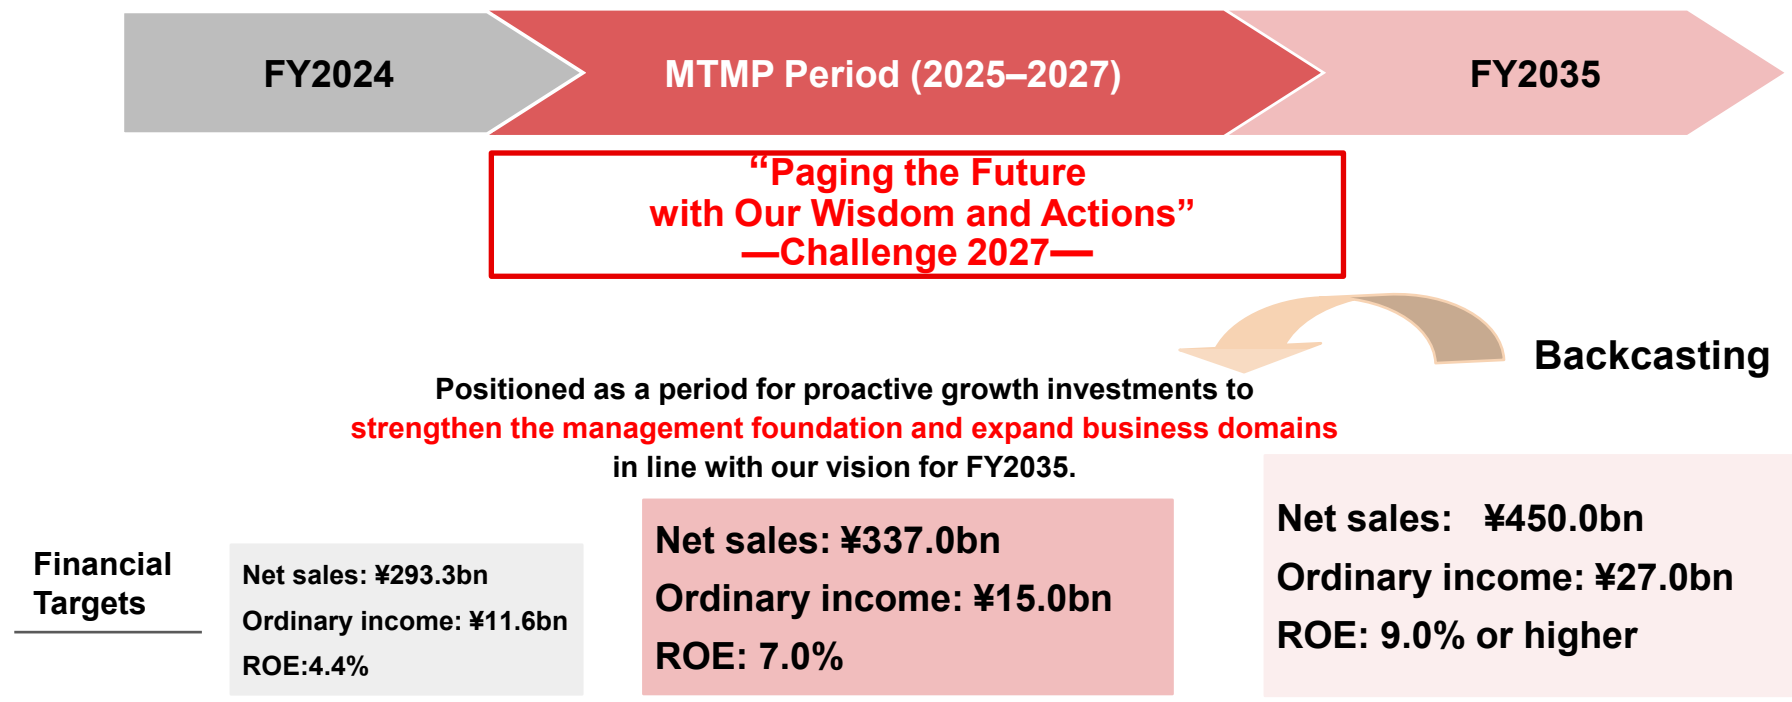 FY2024
MTMP Period (2025–2027)
FY2035
“Paging the Future
with Our Wisdom and Actions”
—Challenge 2027—
Backcasting
Positioned as a period for proactive growth investments to
strengthen the management foundation and expand business domains
in line with our vision for FY2035.
Financial
Targets
Net sales: ¥293.3bn
Ordinary income: ¥11.6bn
ROE:4.4%
Net sales: ¥337.0bn
Ordinary income: ¥15.0bn
ROE: 7.0%
Net sales: ¥450.0bn
Ordinary income: ¥27.0bn
ROE: 9.0% or higher